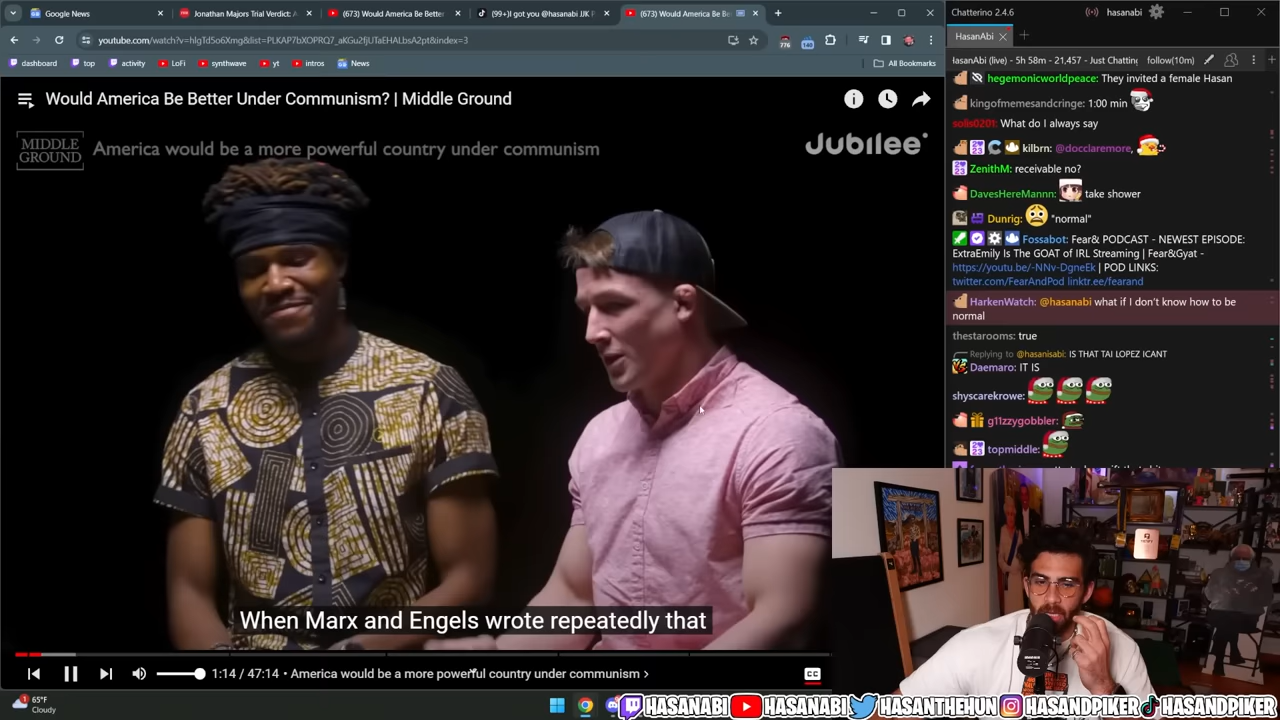 Google News
Jonathan Majors Trial Verdict:
(673) Would America Be Better
(99+)I got you @hasanabi JJK F
(673) Would America Be Be
youtube.com/watch?v=hIgTd5o6Xmg&list=PLKAP7bXOPRQ7_aKGu2fjUTaEHALbsA2pt&index=3
776
140
dashboard
top
activity
LoFi
synthwave
yt
intros
News
All Bookmarks
Would America Be Better Under Communism? | Middle Ground
MIDDLE
GROUND
America would be a more powerful country under communism
Jubilee
When Marx and Engels wrote repeatedly that
1:14 / 47:14 • America would be a more powerful country under communism
CC
65°F
Cloudy
Chatterino 2.4.6
hasanabi
HasanAbi
HasanAbi (live) - 5h 58m - 21,457 - Just Chatting
follow(10m)
hegemonicworldpeace: They invited a female Hasan
kingofmemesandcringe: 1:00 min
solis0201: What do I always say
kilbrn: @docclaremore,
ZenithM: receivable no?
DavesHereMannn: take shower
Dunrig: "normal"
Fossabot: Fear& PODCAST - NEWEST EPISODE:
ExtraEmily Is The GOAT of IRL Streaming | Fear&Gyat -
https://youtu.be/-NNv-DgneEk | POD LINKS:
twitter.com/FearAndPod linktr.ee/fearand
HarkenWatch: @hasanabi what if I don't know how to be
normal
thestarooms: true
Replying to @hasanisabi: IS THAT TAI LOPEZ ICANT
Daemaro: IT IS
shyscarekrowe:
g11zzygobbler:
topmiddle:
HASANABI
HASANABI
HASANTHEHUN
HASANDPIKER
HASANDPIKER